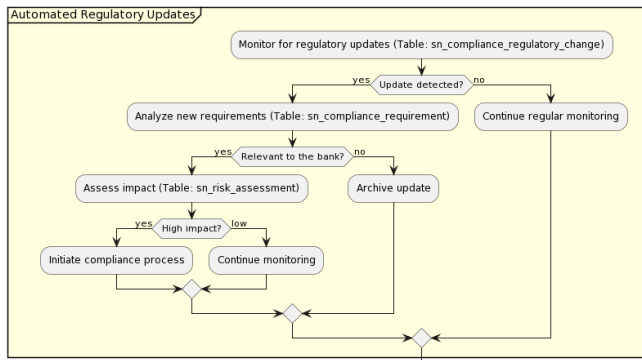 Automated Regulatory Updates
Monitor for regulatory updates (Table: sn_compliance_regulatory_change)
yes
Update detected?
no
Analyze new requirements (Table: sn_compliance_requirement)
Continue regular monitoring
yes
Relevant to the bank?
no
Assess impact (Table: sn_risk_assessment)
Archive update
yes
High impact?
low
Initiate compliance process
Continue monitoring